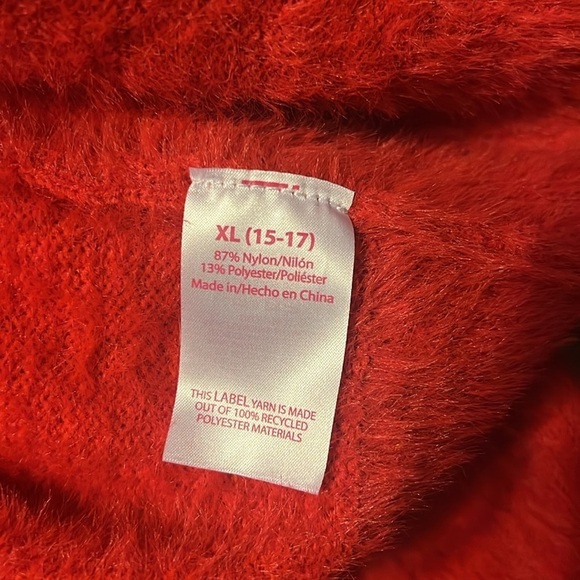 XL (15-17)
87% Nylon/Nilón
13% Polyester/Poliéster
Made in/Hecho en China
THIS LABEL YARN IS MADE
OUT OF 100% RECYCLED
POLYESTER MATERIALS